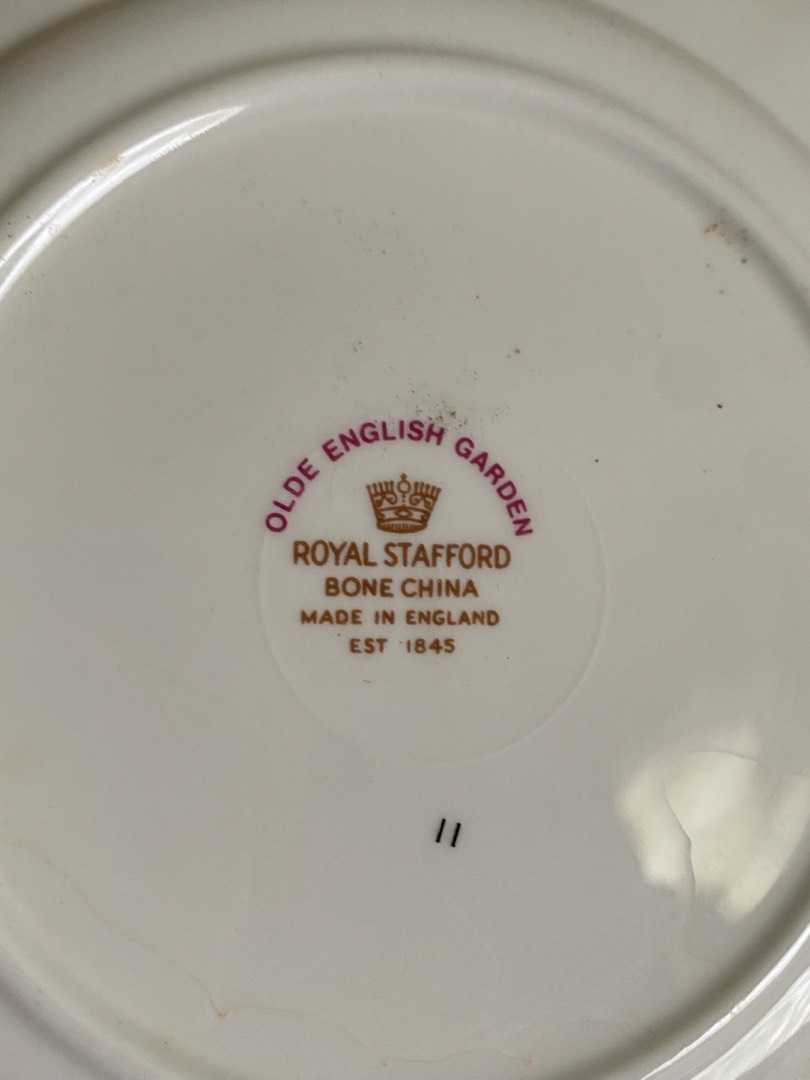 OLDE ENGLISH GARDEN
ROYAL STAFFORD
BONE CHINA
MADE IN ENGLAND
EST 1845
11